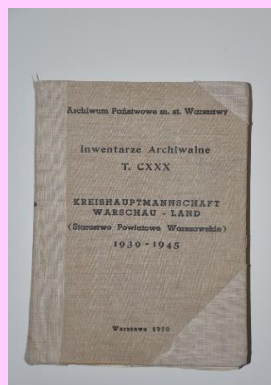 Archiwum Państwowe m. st. Warszawy
Inwentarze Archiwalne
T. CXXX
KREISHAUPTMANNSCHAFT
WARSCHAU - LAND
(Starostwo Powiatowe Warszawskie)
1939 - 1945
Warszawa 1970